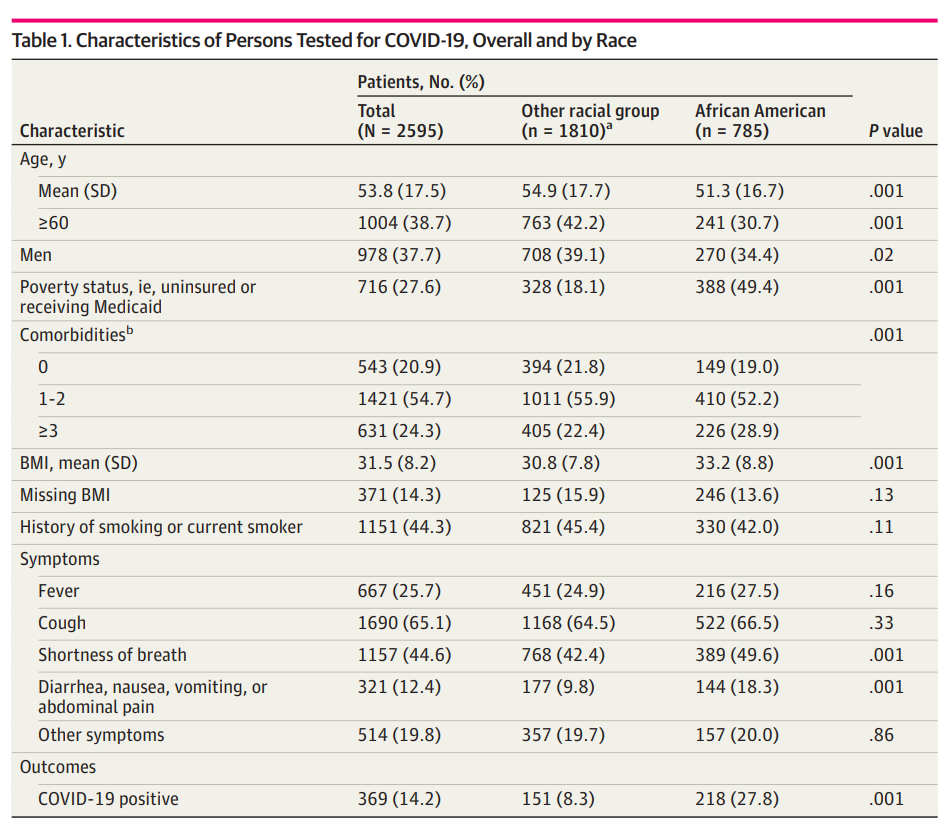 Table 1. Characteristics of Persons Tested for COVID-19, Overall and by Race
Patients, No. (%)
Characteristic Total (N = 2595) Other racial group (n = 1810)a African American (n = 785) P value
Age, y
Mean (SD) 53.8 (17.5) 54.9 (17.7) 51.3 (16.7) .001
≥60 1004 (38.7) 763 (42.2) 241 (30.7) .001
Men 978 (37.7) 708 (39.1) 270 (34.4) .02
Poverty status, ie, uninsured or receiving Medicaid 716 (27.6) 328 (18.1) 388 (49.4) .001
Comorbiditiesb .001
0 543 (20.9) 394 (21.8) 149 (19.0)
1-2 1421 (54.7) 1011 (55.9) 410 (52.2)
≥3 631 (24.3) 405 (22.4) 226 (28.9)
BMI, mean (SD) 31.5 (8.2) 30.8 (7.8) 33.2 (8.8) .001
Missing BMI 371 (14.3) 125 (15.9) 246 (13.6) .13
History of smoking or current smoker 1151 (44.3) 821 (45.4) 330 (42.0) .11
Symptoms
Fever 667 (25.7) 451 (24.9) 216 (27.5) .16
Cough 1690 (65.1) 1168 (64.5) 522 (66.5) .33
Shortness of breath 1157 (44.6) 768 (42.4) 389 (49.6) .001
Diarrhea, nausea, vomiting, or abdominal pain 321 (12.4) 177 (9.8) 144 (18.3) .001
Other symptoms 514 (19.8) 357 (19.7) 157 (20.0) .86
Outcomes
COVID-19 positive 369 (14.2) 151 (8.3) 218 (27.8) .001